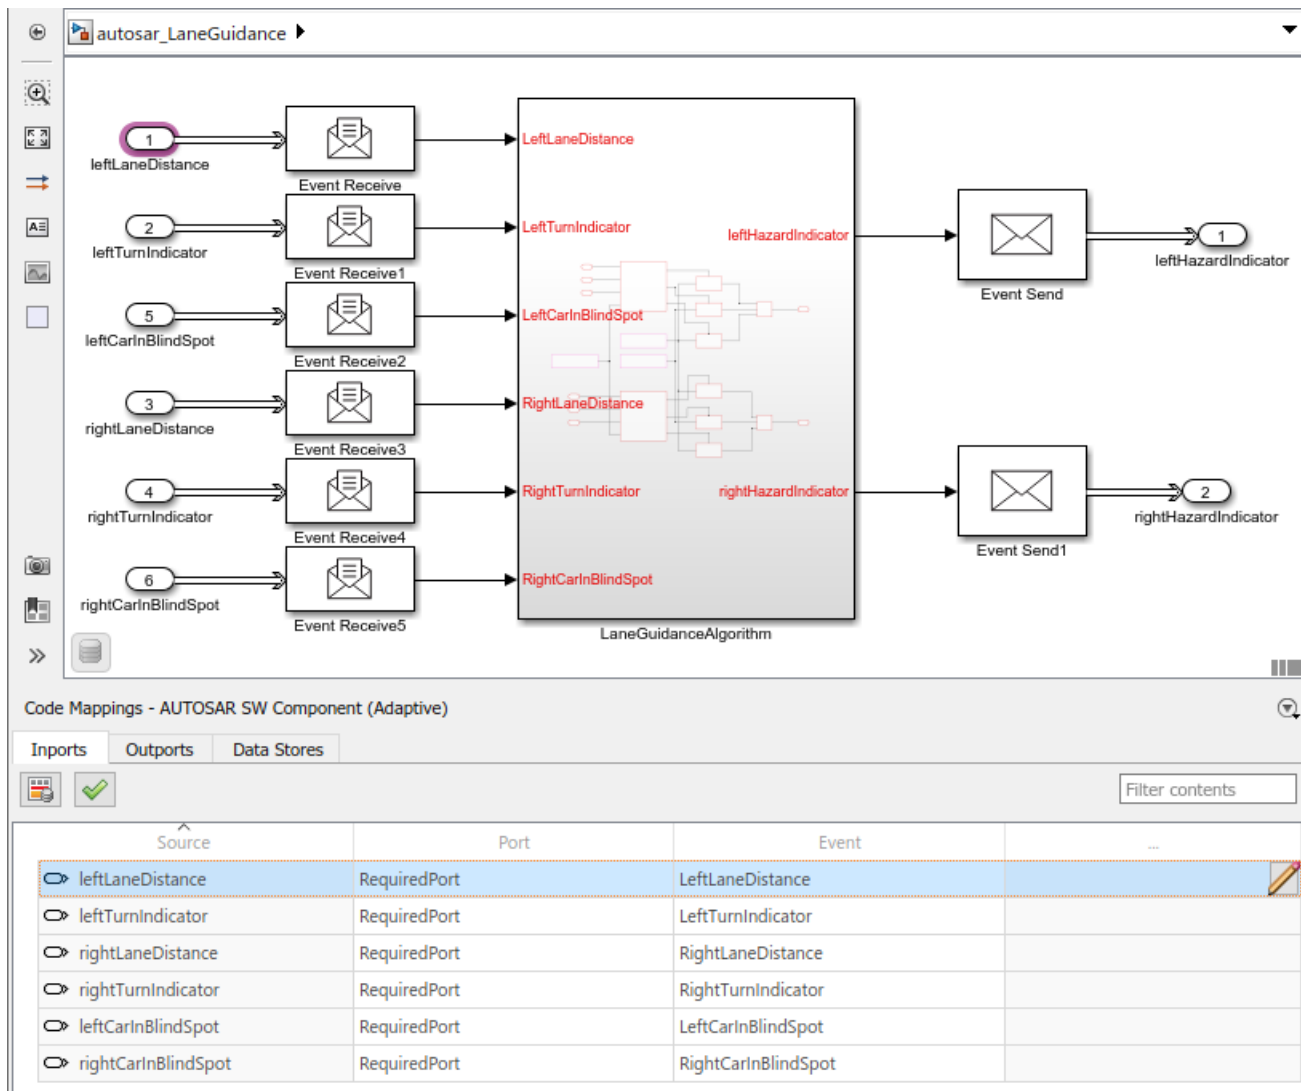 autosar_LaneGuidance
1
leftLaneDistance
Event Receive
LeftLaneDistance
2
leftTurnIndicator
Event Receive1
LeftTurnIndicator
leftHazardIndicator
Event Send
1
leftHazardIndicator
5
leftCarInBlindSpot
Event Receive2
LeftCarInBlindSpot
3
rightLaneDistance
Event Receive3
RightLaneDistance
4
rightTurnIndicator
Event Receive4
RightTurnIndicator
rightHazardIndicator
Event Send1
2
rightHazardIndicator
6
rightCarInBlindSpot
Event Receive5
RightCarInBlindSpot
LaneGuidanceAlgorithm
Code Mappings - AUTOSAR SW Component (Adaptive)
Inports Outports Data Stores
Filter contents
Source Port Event ...
leftLaneDistance RequiredPort LeftLaneDistance
leftTurnIndicator RequiredPort LeftTurnIndicator
rightLaneDistance RequiredPort RightLaneDistance
rightTurnIndicator RequiredPort RightTurnIndicator
leftCarInBlindSpot RequiredPort LeftCarInBlindSpot
rightCarInBlindSpot RequiredPort RightCarInBlindSpot